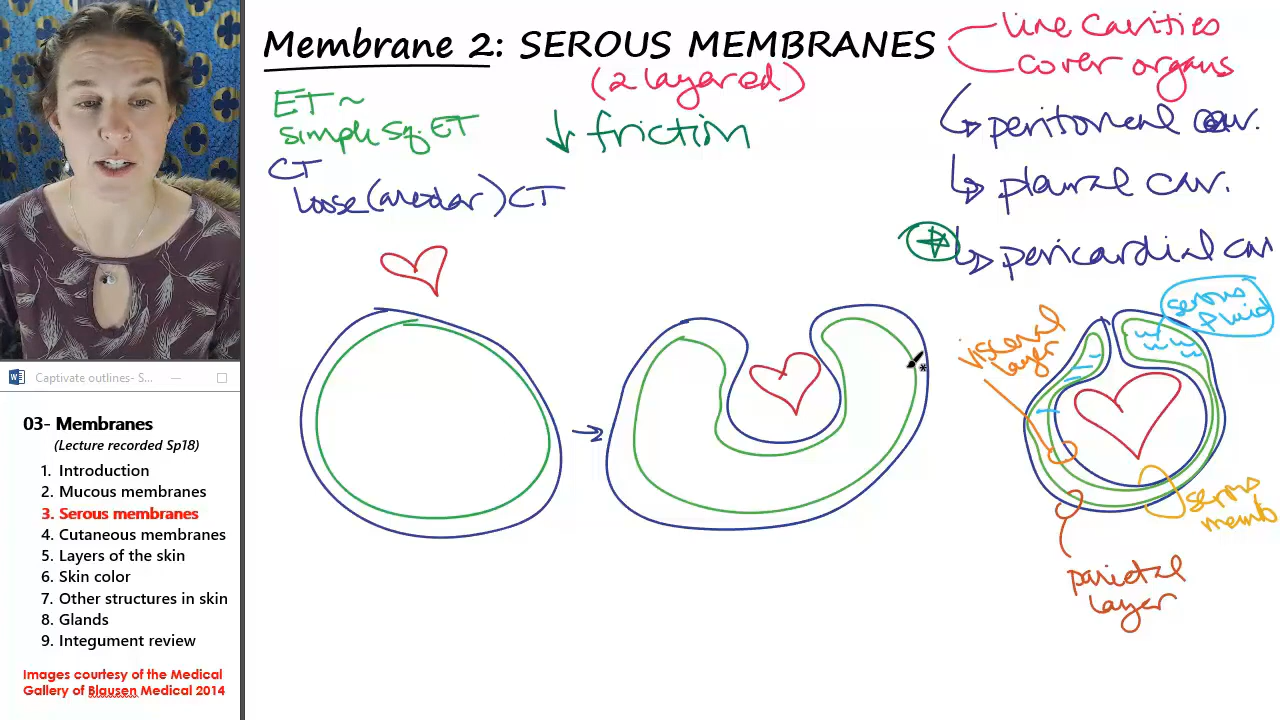 Membrane 2: SEROUS MEMBRANES
(2 layered)
line cavities
cover organs
ET ~
simple Sq. ET
CT
loose (areolar) CT
↓ friction
↳ peritoneal cav.
↳ plaural cav.
↳ pericardial cav
visceral
layer
serous
fluid
serous
memb
parietal
layer
Captivate outlines- S...
03- Membranes
(Lecture recorded Sp18)
1. Introduction
2. Mucous membranes
3. Serous membranes
4. Cutaneous membranes
5. Layers of the skin
6. Skin color
7. Other structures in skin
8. Glands
9. Integument review
Images courtesy of the Medical
Gallery of Blausen Medical 2014